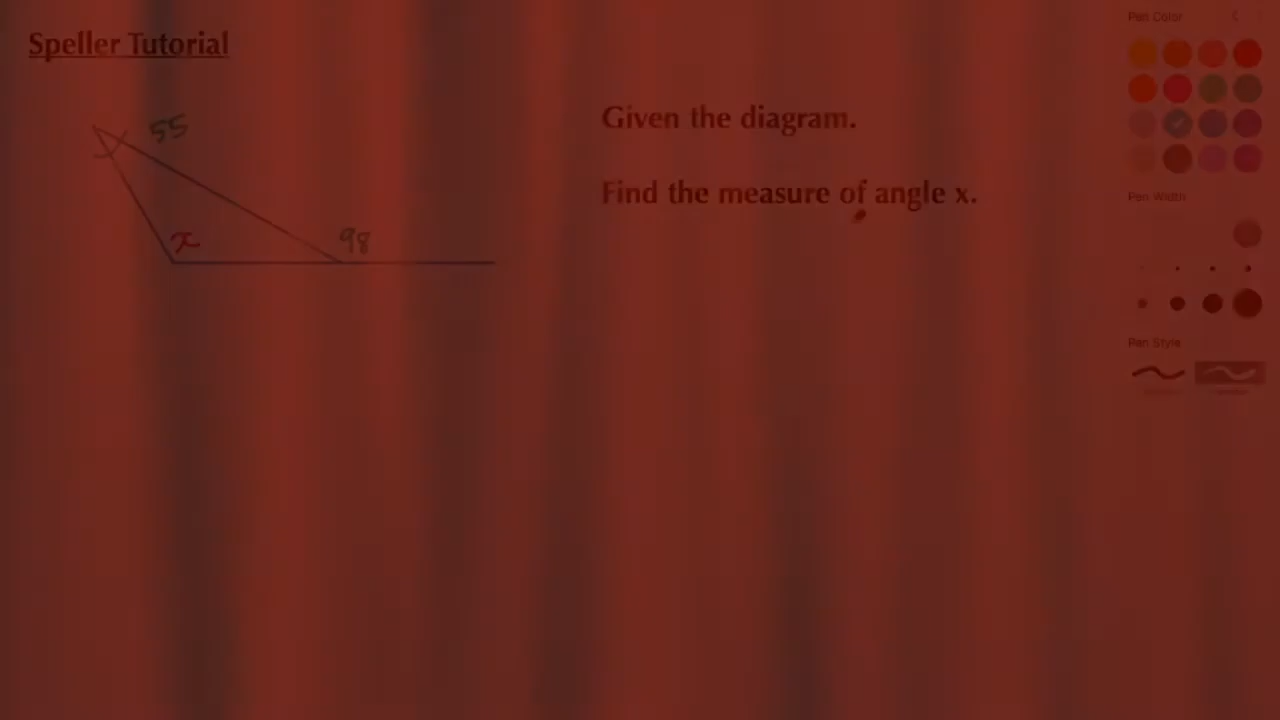 Speller Tutorial
Pen Color
55
Given the diagram.
Find the measure of angle x.
Pen Width
x
98
Pen Style